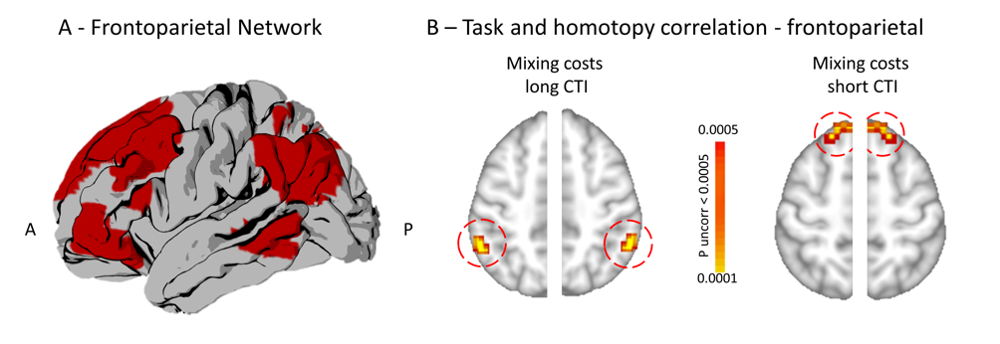 A - Frontoparietal Network
B – Task and homotopy correlation - frontoparietal
Mixing costs
long CTI
Mixing costs
short CTI
0.0005
P uncorr < 0.0005
0.0001
A
P